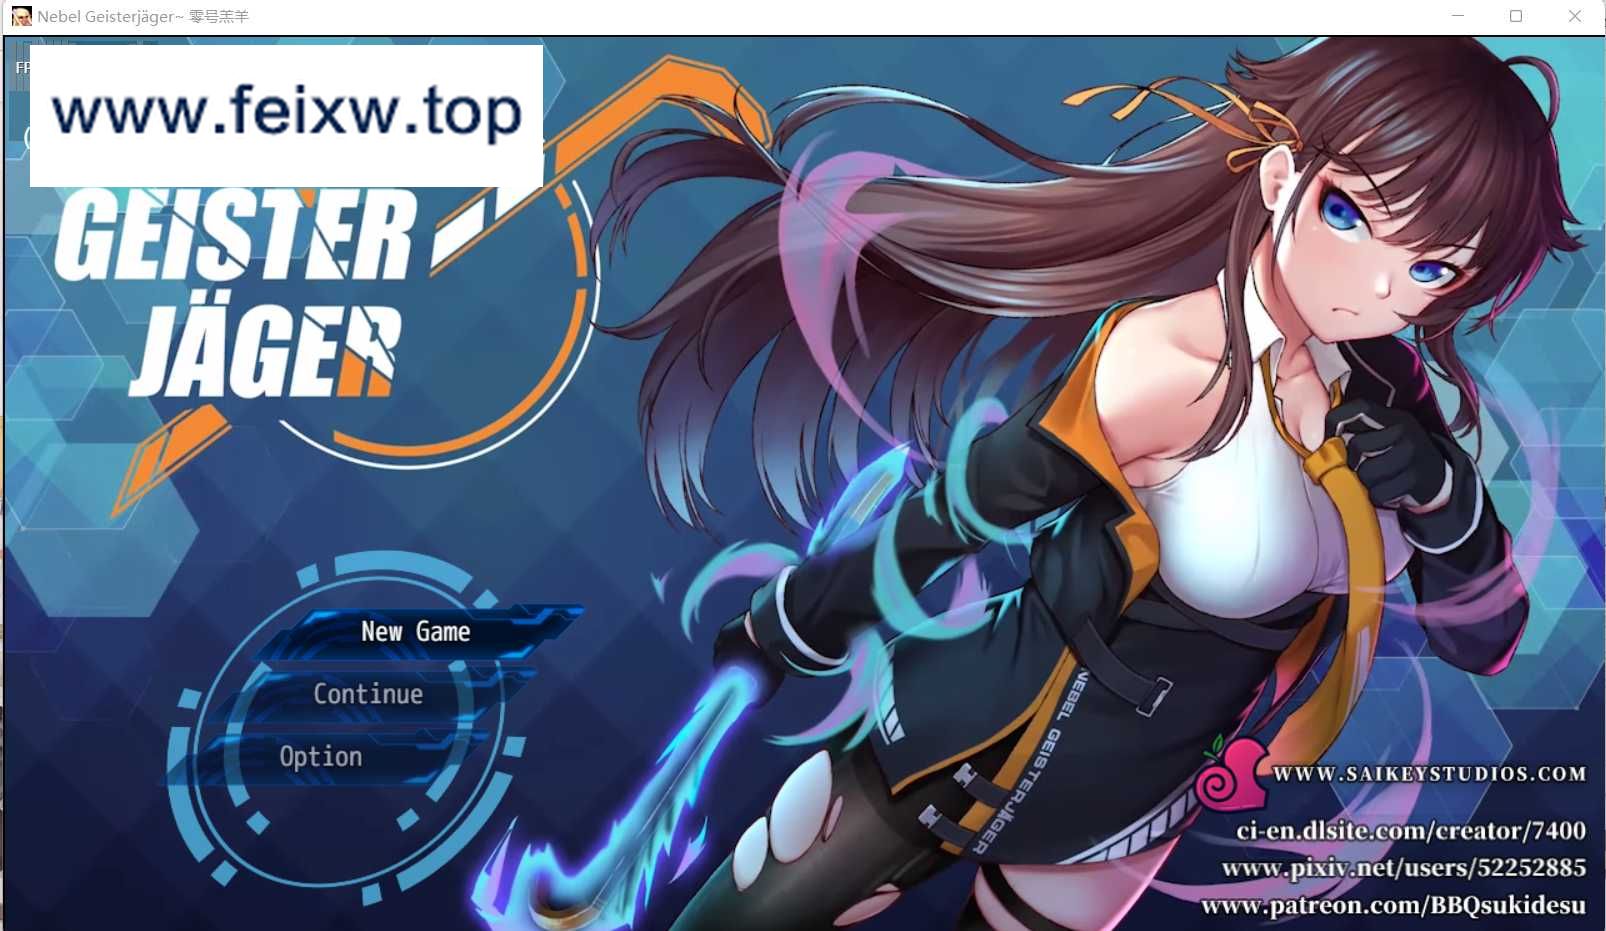 Nebel Geisterjäger~ 零号羔羊
FP
www.feixw.top
GEISTER
JÄGER
New Game
Continue
Option
NEBEL GEISTERJÄGER
WWW.SAIKEYSTUDIOS.COM
ci-en.dlsite.com/creator/7400
www.pixiv.net/users/52252885
www.patreon.com/BBQsukidesu